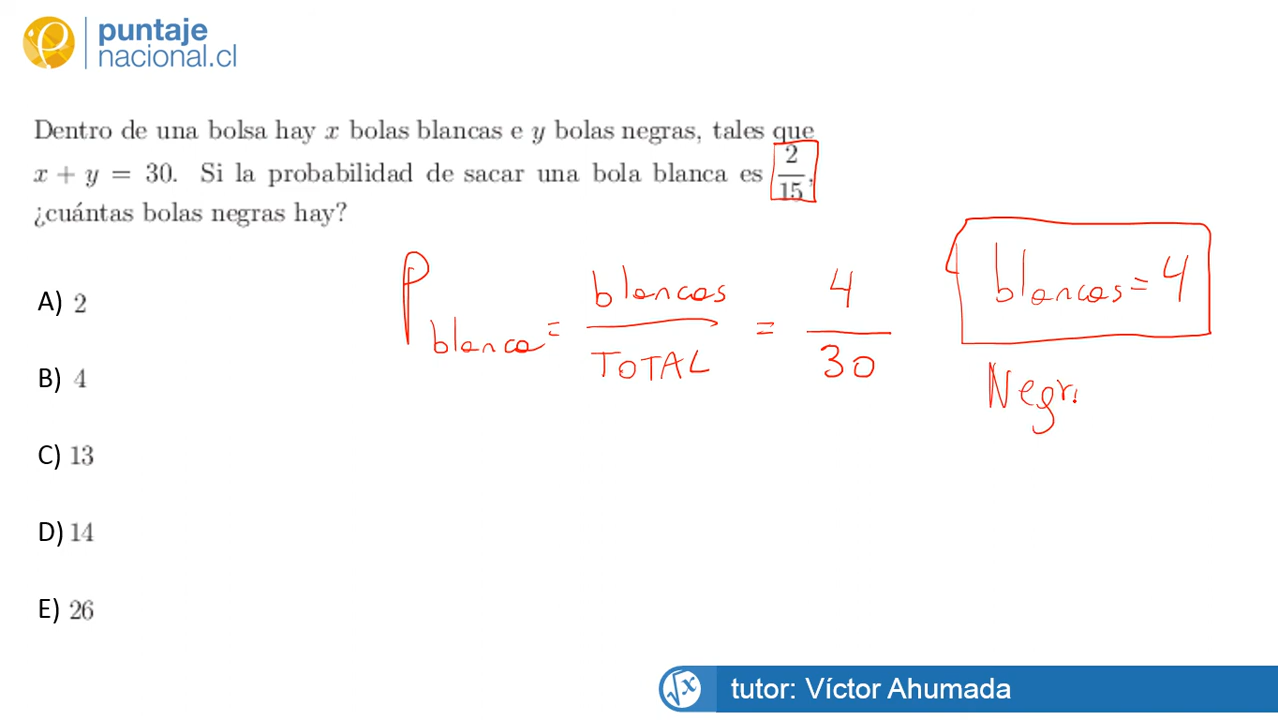 puntaje
nacional.cl
Dentro de una bolsa hay x bolas blancas e y bolas negras, tales que
x + y = 30. Si la probabilidad de sacar una bola blanca es 2/15,
¿cuántas bolas negras hay?
P blanca = blancas / TOTAL = 4 / 30
blancas = 4
Negr
A) 2
B) 4
C) 13
D) 14
E) 26
√x tutor: Víctor Ahumada